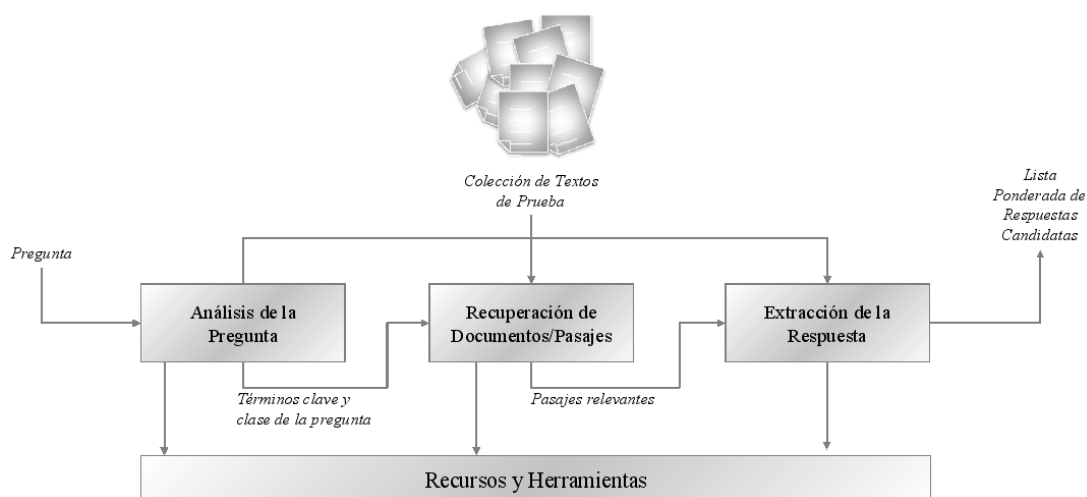 Colección de Textos
de Prueba
Lista
Ponderada de
Respuestas
Candidatas
Pregunta
Análisis de la
Pregunta
Recuperación de
Documentos/Pasajes
Extracción de la
Respuesta
Términos clave y
clase de la pregunta
Pasajes relevantes
Recursos y Herramientas